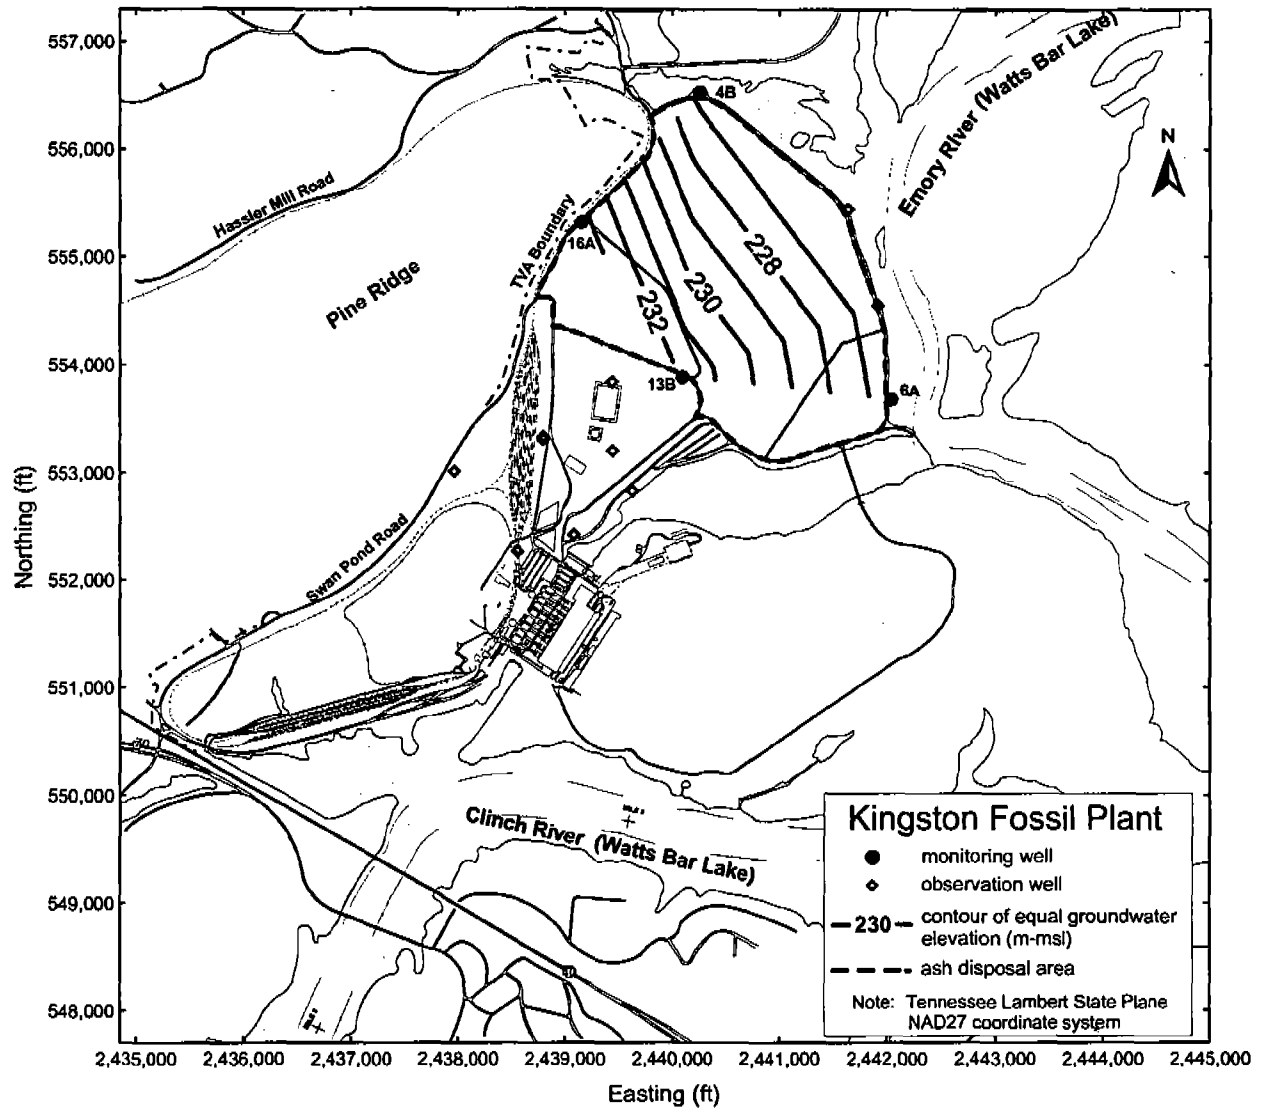 557,000
556,000
555,000
554,000
553,000
552,000
551,000
550,000
549,000
548,000
Northing (ft)
2,435,000 2,436,000 2,437,000 2,438,000 2,439,000 2,440,000 2,441,000 2,442,000 2,443,000 2,444,000 2,445,000
Easting (ft)
Emory River (Watts Bar Lake)
N
4B
Hassler Mill Road
TVA Boundary
16A
Pine Ridge
228
230
232
13B
6A
Swan Pond Road
Clinch River (Watts Bar Lake)
Kingston Fossil Plant
monitoring well
observation well
230 contour of equal groundwater
elevation (m-msl)
ash disposal area
Note: Tennessee Lambert State Plane
NAD27 coordinate system